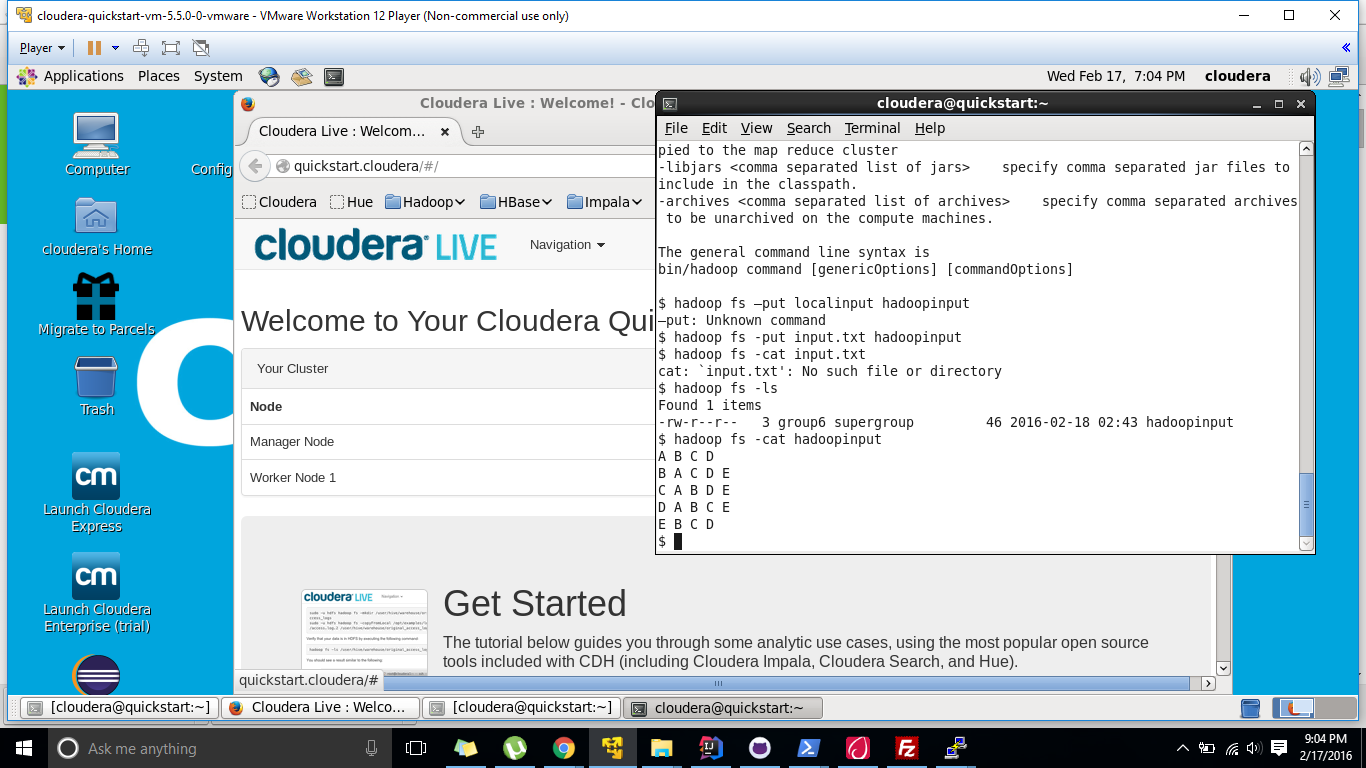 cloudera-quickstart-vm-5.5.0-0-vmware - VMware Workstation 12 Player (Non-commercial use only)
Player
Applications Places System
Wed Feb 17, 7:04 PM cloudera
Computer
Config
cloudera's Home
Migrate to Parcels
Trash
cm
Launch Cloudera
Express
cm
Launch Cloudera
Enterprise (trial)
Cloudera Live : Welcome! - Clo
Cloudera Live : Welcom...
quickstart.cloudera/#/
Cloudera Hue Hadoop HBase Impala
cloudera LIVE Navigation
Welcome to Your Cloudera Qui
Your Cluster
Node
Manager Node
Worker Node 1
cloudera LIVE
Get Started
The tutorial below guides you through some analytic use cases, using the most popular open source
tools included with CDH (including Cloudera Impala, Cloudera Search, and Hue).
quickstart.cloudera/#
cloudera@quickstart:~
File Edit View Search Terminal Help
pied to the map reduce cluster
-libjars <comma separated list of jars>    specify comma separated jar files to
include in the classpath.
-archives <comma separated list of archives>    specify comma separated archives
 to be unarchived on the compute machines.
The general command line syntax is
bin/hadoop command [genericOptions] [commandOptions]
$ hadoop fs –put localinput hadoopinput
–put: Unknown command
$ hadoop fs -put input.txt hadoopinput
$ hadoop fs -cat input.txt
cat: `input.txt': No such file or directory
$ hadoop fs -ls
Found 1 items
-rw-r--r--   3 group6 supergroup         46 2016-02-18 02:43 hadoopinput
$ hadoop fs -cat hadoopinput
A B C D
B A C D E
C A B D E
D A B C E
E B C D
$
[cloudera@quickstart:~] Cloudera Live : Welco... [cloudera@quickstart:~] cloudera@quickstart:~
Ask me anything
9:04 PM
2/17/2016